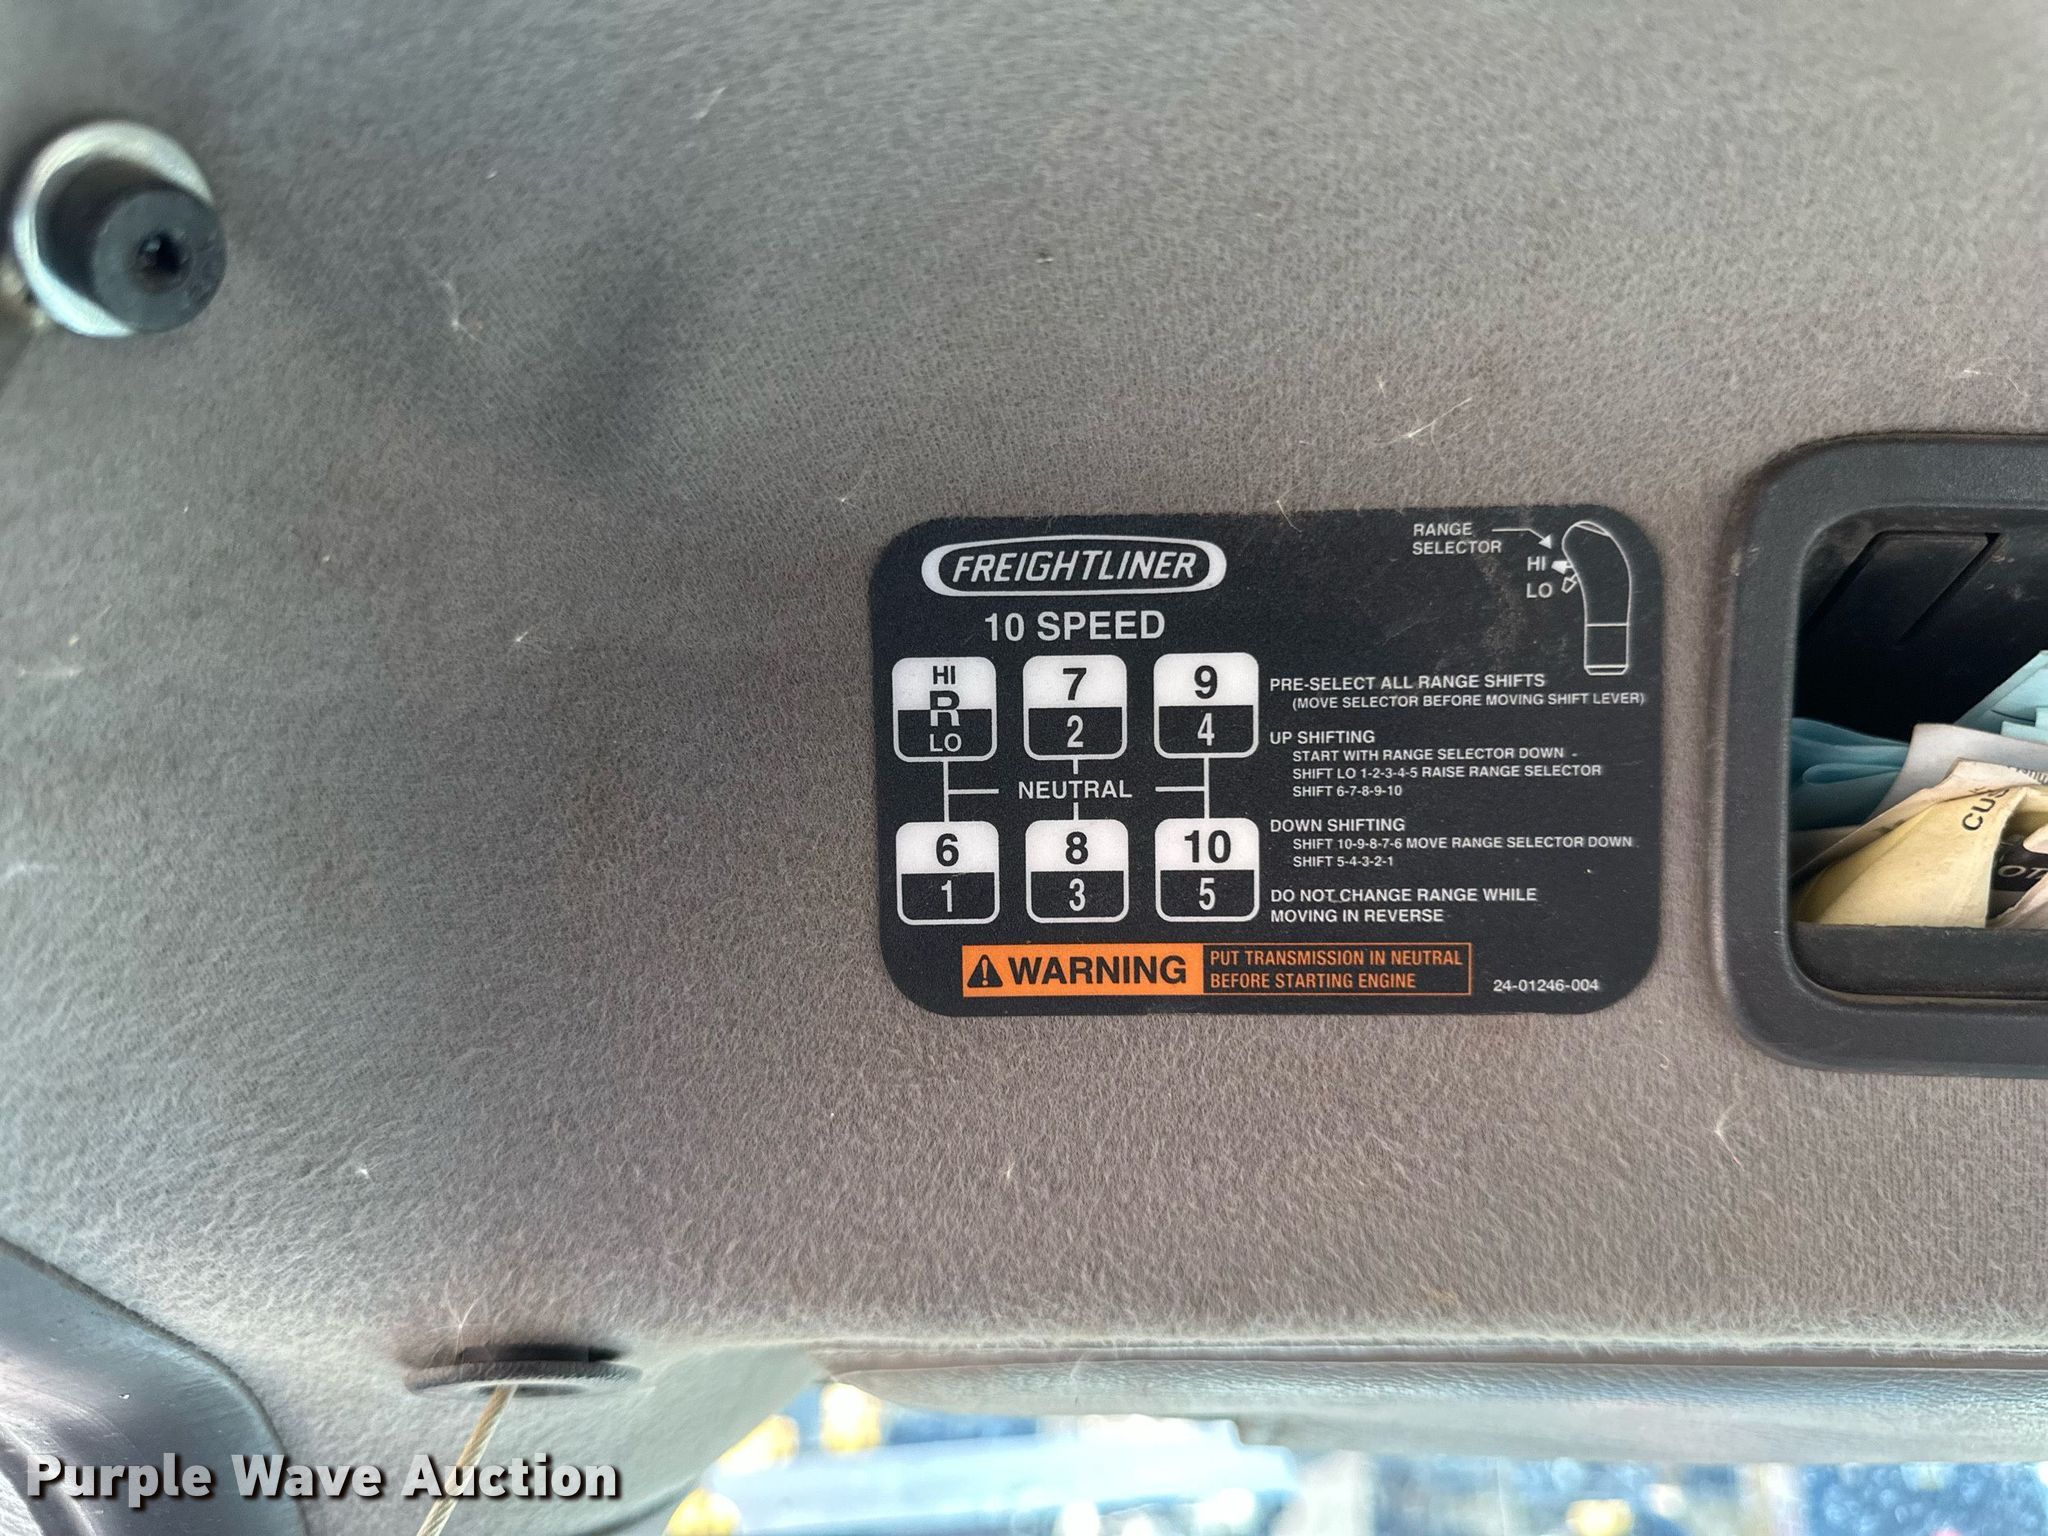 FREIGHTLINER
10 SPEED
RANGE
SELECTOR
HI
LO
HI
R
LO
7
2
9
4
NEUTRAL
6
1
8
3
10
5
PRE-SELECT ALL RANGE SHIFTS
(MOVE SELECTOR BEFORE MOVING SHIFT LEVER)
UP SHIFTING
START WITH RANGE SELECTOR DOWN -
SHIFT LO 1-2-3-4-5 RAISE RANGE SELECTOR
SHIFT 6-7-8-9-10
DOWN SHIFTING
SHIFT 10-9-8-7-6 MOVE RANGE SELECTOR DOWN
SHIFT 5-4-3-2-1
DO NOT CHANGE RANGE WHILE
MOVING IN REVERSE
WARNING
PUT TRANSMISSION IN NEUTRAL
BEFORE STARTING ENGINE
24-01246-004
Purple Wave Auction